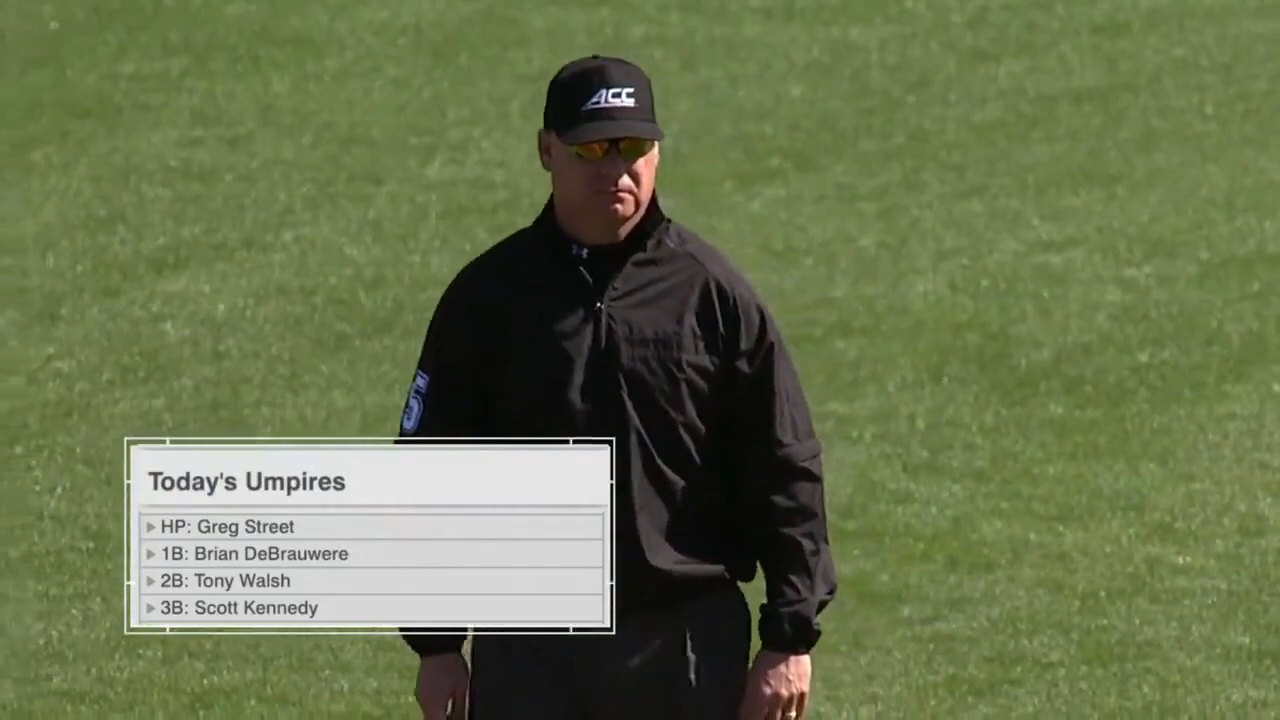 ACC
Today's Umpires
HP: Greg Street
1B: Brian DeBrauwere
2B: Tony Walsh
3B: Scott Kennedy